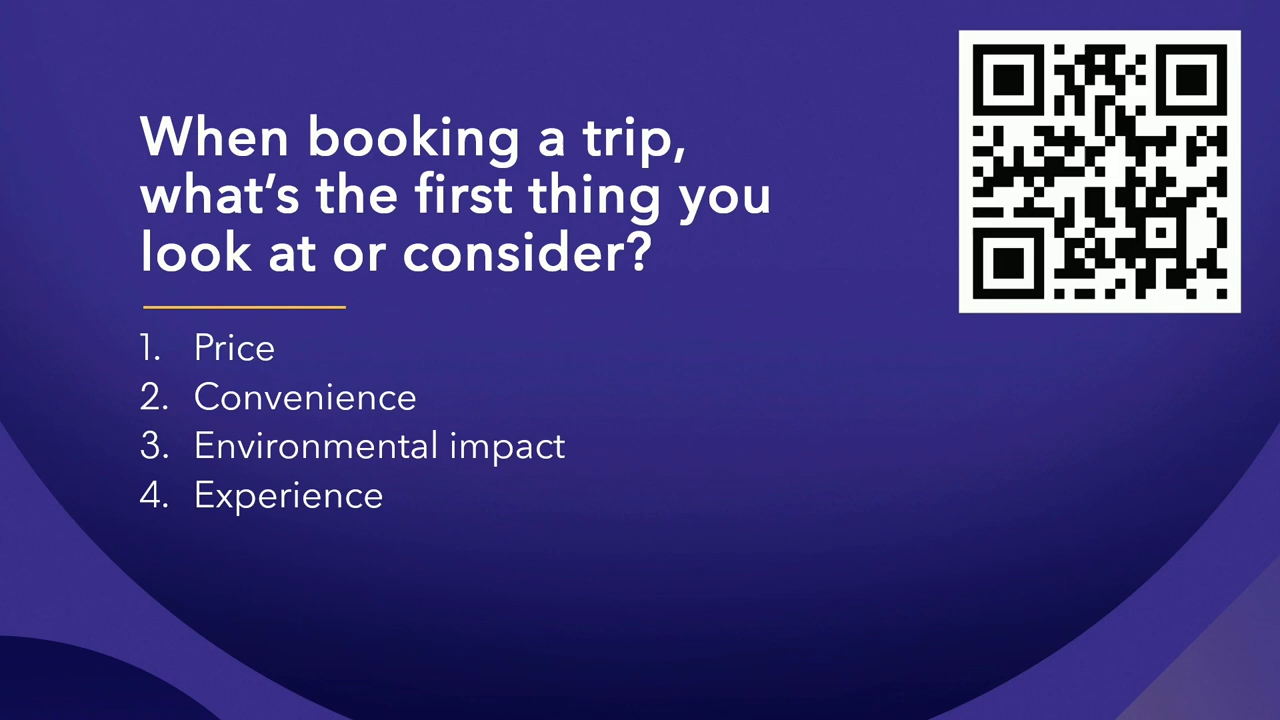 When booking a trip,
what’s the first thing you
look at or consider?
1. Price
2. Convenience
3. Environmental impact
4. Experience